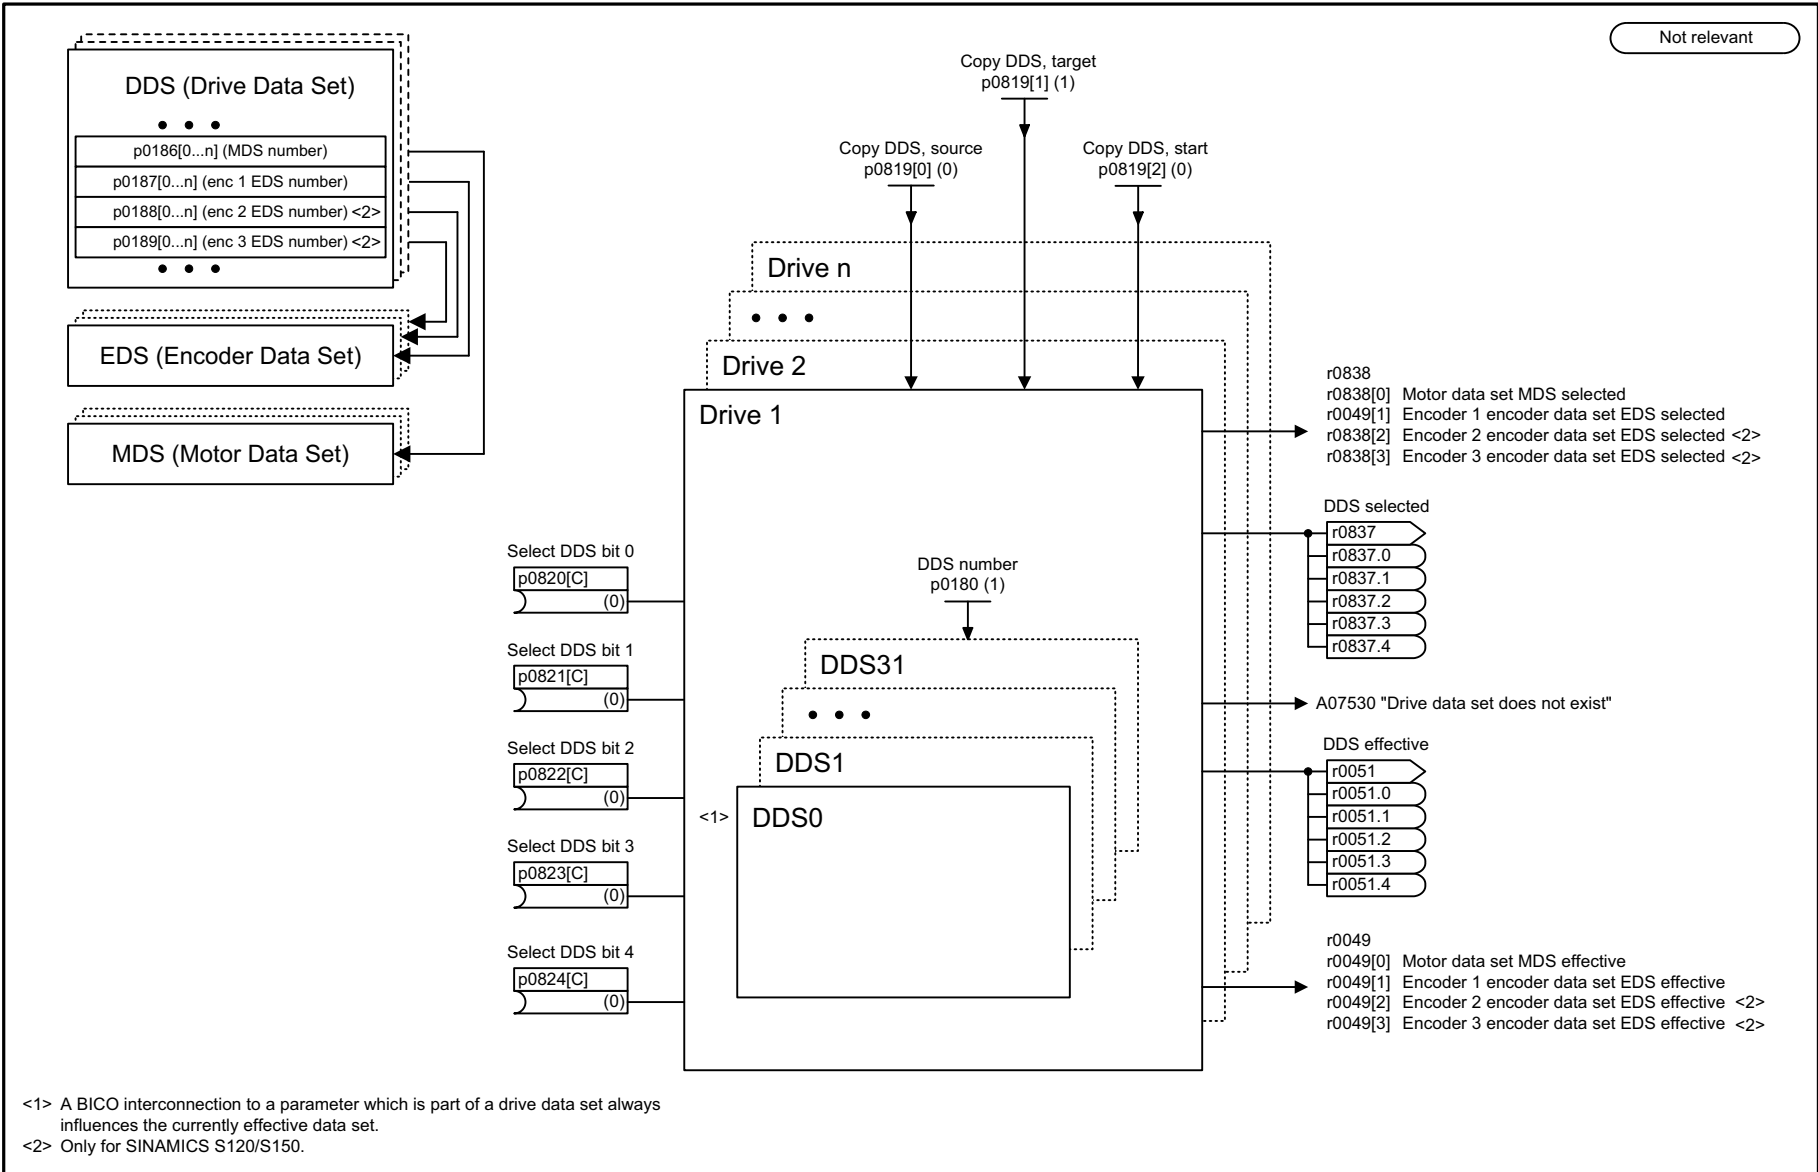 Not relevant
DDS (Drive Data Set)
p0186[0...n] (MDS number)
p0187[0...n] (enc 1 EDS number)
p0188[0...n] (enc 2 EDS number) <2>
p0189[0...n] (enc 3 EDS number) <2>
EDS (Encoder Data Set)
MDS (Motor Data Set)
Copy DDS, target
p0819[1] (1)
Copy DDS, source
p0819[0] (0)
Copy DDS, start
p0819[2] (0)
Drive n
Drive 2
Drive 1
Select DDS bit 0
p0820[C]
(0)
Select DDS bit 1
p0821[C]
(0)
Select DDS bit 2
p0822[C]
(0)
Select DDS bit 3
p0823[C]
(0)
Select DDS bit 4
p0824[C]
(0)
DDS number
p0180 (1)
DDS31
DDS1
<1>
DDS0
r0838
r0838[0] Motor data set MDS selected
r0049[1] Encoder 1 encoder data set EDS selected
r0838[2] Encoder 2 encoder data set EDS selected <2>
r0838[3] Encoder 3 encoder data set EDS selected <2>
DDS selected
r0837
r0837.0
r0837.1
r0837.2
r0837.3
r0837.4
A07530 "Drive data set does not exist"
DDS effective
r0051
r0051.0
r0051.1
r0051.2
r0051.3
r0051.4
r0049
r0049[0] Motor data set MDS effective
r0049[1] Encoder 1 encoder data set EDS effective
r0049[2] Encoder 2 encoder data set EDS effective <2>
r0049[3] Encoder 3 encoder data set EDS effective <2>
<1> A BICO interconnection to a parameter which is part of a drive data set always
influences the currently effective data set.
<2> Only for SINAMICS S120/S150.